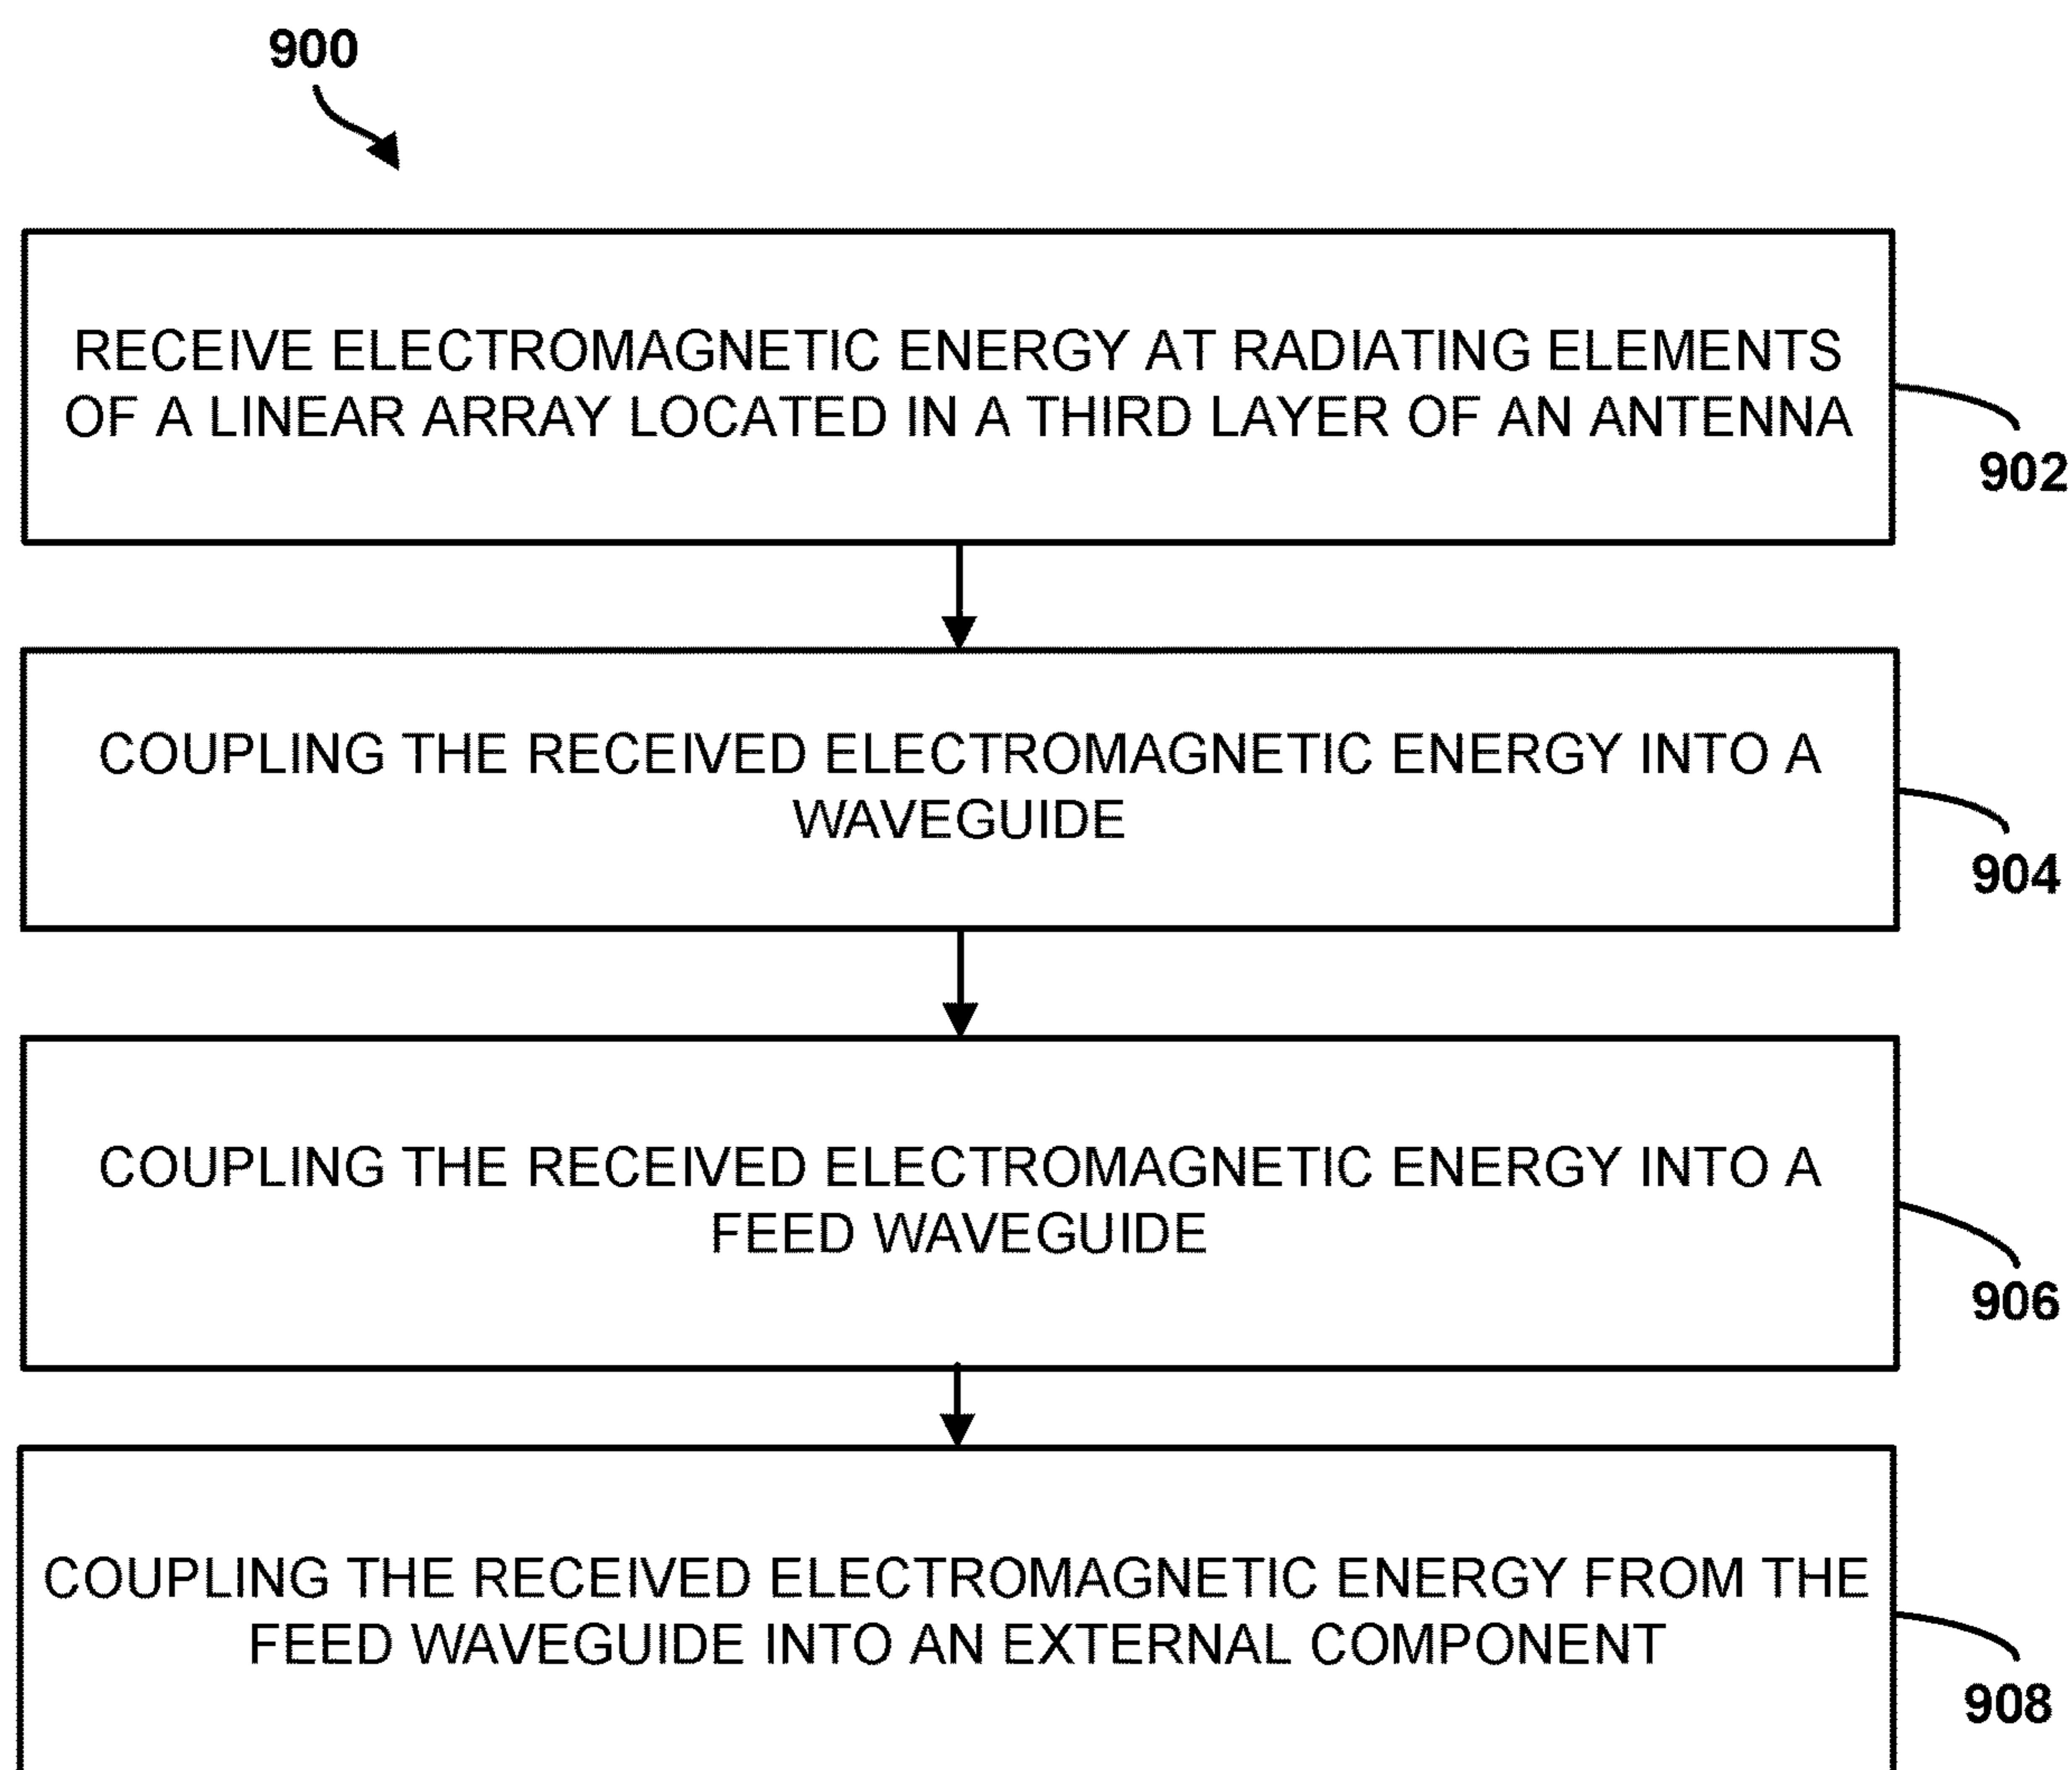 900
RECEIVE ELECTROMAGNETIC ENERGY AT RADIATING ELEMENTS
OF A LINEAR ARRAY LOCATED IN A THIRD LAYER OF AN ANTENNA
902
COUPLING THE RECEIVED ELECTROMAGNETIC ENERGY INTO A
WAVEGUIDE
904
COUPLING THE RECEIVED ELECTROMAGNETIC ENERGY INTO A
FEED WAVEGUIDE
906
COUPLING THE RECEIVED ELECTROMAGNETIC ENERGY FROM THE
FEED WAVEGUIDE INTO AN EXTERNAL COMPONENT
908